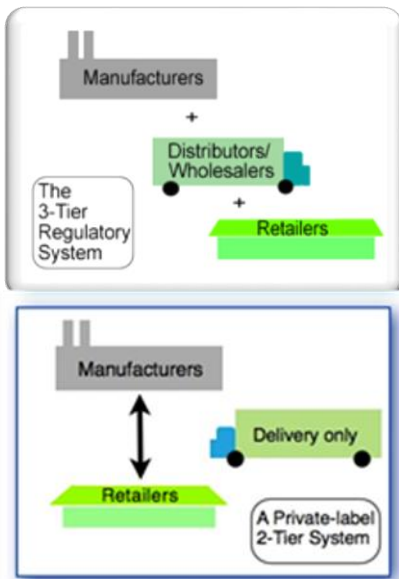 Manufacturers
+
Distributors/
Wholesalers
+
The
3-Tier
Regulatory
System
Retailers
Manufacturers
Delivery only
Retailers
A Private-label
2-Tier System